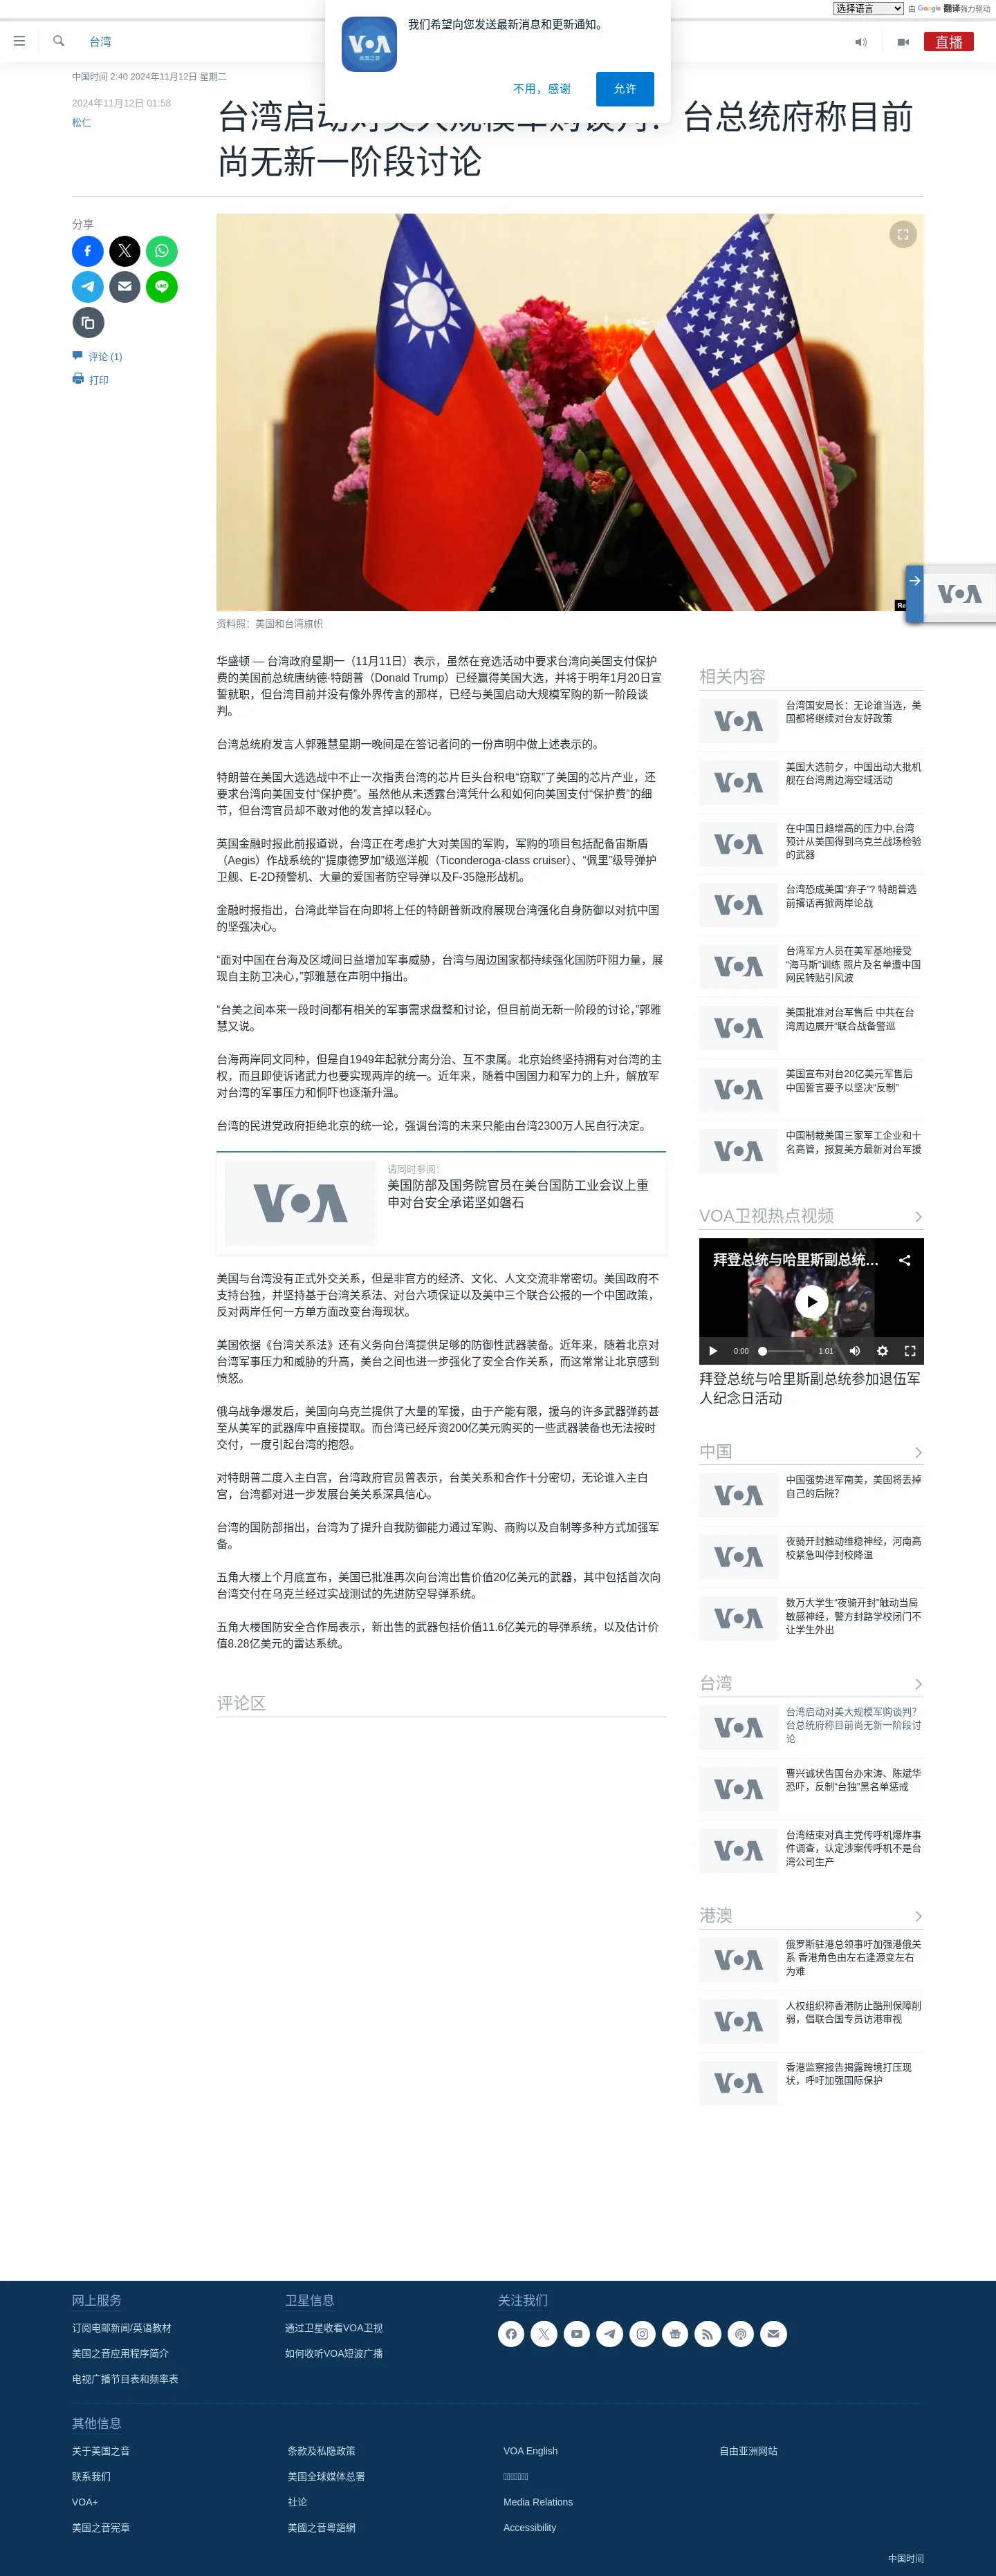 选择语言 由 Google 翻译强力驱动
我们希望向您发送最新消息和更新通知。
不用，感谢 允许
VOA
美国之音
台湾
直播
中国时间 2:40 2024年11月12日 星期二
2024年11月12日 01:58
松仁
台总统府称目前
尚无新一阶段讨论
分享
评论 (1)
打印
资料照：美国和台湾旗帜
华盛顿 — 台湾政府星期一（11月11日）表示，虽然在竞选活动中要求台湾向美国支付保护
费的美国前总统唐纳德·特朗普（Donald Trump）已经赢得美国大选，并将于明年1月20日宣
誓就职，但台湾目前并没有像外界传言的那样，已经与美国启动大规模军购的新一阶段谈
判。
台湾总统府发言人郭雅慧星期一晚间是在答记者问的一份声明中做上述表示的。
特朗普在美国大选选战中不止一次指责台湾的芯片巨头台积电“窃取”了美国的芯片产业，还
要求台湾向美国支付“保护费”。虽然他从未透露台湾凭什么和如何向美国支付“保护费”的细
节，但台湾官员却不敢对他的发言掉以轻心。
英国金融时报此前报道说，台湾正在考虑扩大对美国的军购，军购的项目包括配备宙斯盾
（Aegis）作战系统的“提康德罗加”级巡洋舰（Ticonderoga-class cruiser）、“佩里”级导弹护
卫舰、E-2D预警机、大量的爱国者防空导弹以及F-35隐形战机。
金融时报指出，台湾此举旨在向即将上任的特朗普新政府展现台湾强化自身防御以对抗中国
的坚强决心。
“面对中国在台海及区域间日益增加军事威胁，台湾与周边国家都持续强化国防吓阻力量，展
现自主防卫决心，”郭雅慧在声明中指出。
“台美之间本来一段时间都有相关的军事需求盘整和讨论，但目前尚无新一阶段的讨论，”郭雅
慧又说。
台海两岸同文同种，但是自1949年起就分离分治、互不隶属。北京始终坚持拥有对台湾的主
权，而且即使诉诸武力也要实现两岸的统一。近年来，随着中国国力和军力的上升，解放军
对台湾的军事压力和恫吓也逐渐升温。
台湾的民进党政府拒绝北京的统一论，强调台湾的未来只能由台湾2300万人民自行决定。
VOA
请同时参阅：
美国防部及国务院官员在美台国防工业会议上重
申对台安全承诺坚如磐石
美国与台湾没有正式外交关系，但是非官方的经济、文化、人文交流非常密切。美国政府不
支持台独，并坚持基于台湾关系法、对台六项保证以及美中三个联合公报的一个中国政策，
反对两岸任何一方单方面改变台海现状。
美国依据《台湾关系法》还有义务向台湾提供足够的防御性武器装备。近年来，随着北京对
台湾军事压力和威胁的升高，美台之间也进一步强化了安全合作关系，而这常常让北京感到
愤怒。
俄乌战争爆发后，美国向乌克兰提供了大量的军援，由于产能有限，援乌的许多武器弹药甚
至从美军的武器库中直接提取。而台湾已经斥资200亿美元购买的一些武器装备也无法按时
交付，一度引起台湾的抱怨。
对特朗普二度入主白宫，台湾政府官员曾表示，台美关系和合作十分密切，无论谁入主白
宫，台湾都对进一步发展台美关系深具信心。
台湾的国防部指出，台湾为了提升自我防御能力通过军购、商购以及自制等多种方式加强军
备。
五角大楼上个月底宣布，美国已批准再次向台湾出售价值20亿美元的武器，其中包括首次向
台湾交付在乌克兰经过实战测试的先进防空导弹系统。
五角大楼国防安全合作局表示，新出售的武器包括价值11.6亿美元的导弹系统，以及估计价
值8.28亿美元的雷达系统。
评论区
VOA
相关内容
VOA
台湾国安局长：无论谁当选，美
国都将继续对台友好政策
VOA
美国大选前夕，中国出动大批机
舰在台湾周边海空域活动
VOA
在中国日趋增高的压力中,台湾
预计从美国得到乌克兰战场检验
的武器
VOA
台湾恐成美国“弃子”? 特朗普选
前撂话再掀两岸论战
VOA
台湾军方人员在美军基地接受
“海马斯”训练 照片及名单遭中国
网民转贴引风波
VOA
美国批准对台军售后 中共在台
湾周边展开“联合战备警巡
VOA
美国宣布对台20亿美元军售后
中国誓言要予以坚决“反制”
VOA
中国制裁美国三家军工企业和十
名高管，报复美方最新对台军援
VOA卫视热点视频
拜登总统与哈里斯副总统...
0:00 1:01
拜登总统与哈里斯副总统参加退伍军
人纪念日活动
中国
VOA
中国强势进军南美，美国将丢掉
自己的后院？
VOA
夜骑开封触动维稳神经，河南高
校紧急叫停封校降温
VOA
数万大学生“夜骑开封”触动当局
敏感神经，警方封路学校闭门不
让学生外出
台湾
VOA
台湾启动对美大规模军购谈判？
台总统府称目前尚无新一阶段讨
论
VOA
曹兴诚状告国台办宋涛、陈斌华
恐吓，反制“台独”黑名单惩戒
VOA
台湾结束对真主党传呼机爆炸事
件调查，认定涉案传呼机不是台
湾公司生产
港澳
VOA
俄罗斯驻港总领事吁加强港俄关
系 香港角色由左右逢源变左右
为难
VOA
人权组织称香港防止酷刑保障削
弱，倡联合国专员访港审视
VOA
香港监察报告揭露跨境打压现
状，呼吁加强国际保护
网上服务
订阅电邮新闻/英语教材
美国之音应用程序简介
电视广播节目表和频率表
卫星信息
通过卫星收看VOA卫视
如何收听VOA短波广播
关注我们
其他信息
关于美国之音
联系我们
VOA+
美国之音宪章
条款及私隐政策
美国全球媒体总署
社论
美國之音粵語網
VOA English
Media Relations
Accessibility
自由亚洲网站
中国时间